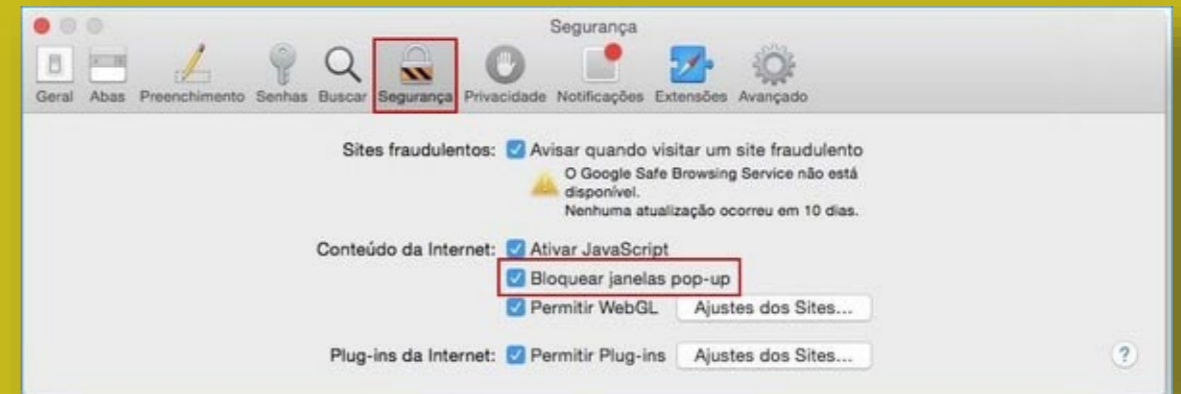 Segurança
Geral Abas Preenchimento Senhas Buscar Segurança Privacidade Notificações Extensões Avançado
Sites fraudulentos: Avisar quando visitar um site fraudulento
O Google Safe Browsing Service não está
disponível.
Nenhuma atualização ocorreu em 10 dias.
Conteúdo da Internet: Ativar JavaScript
Bloquear janelas pop-up
Permitir WebGL Ajustes dos Sites...
Plug-ins da Internet: Permitir Plug-ins Ajustes dos Sites... ?